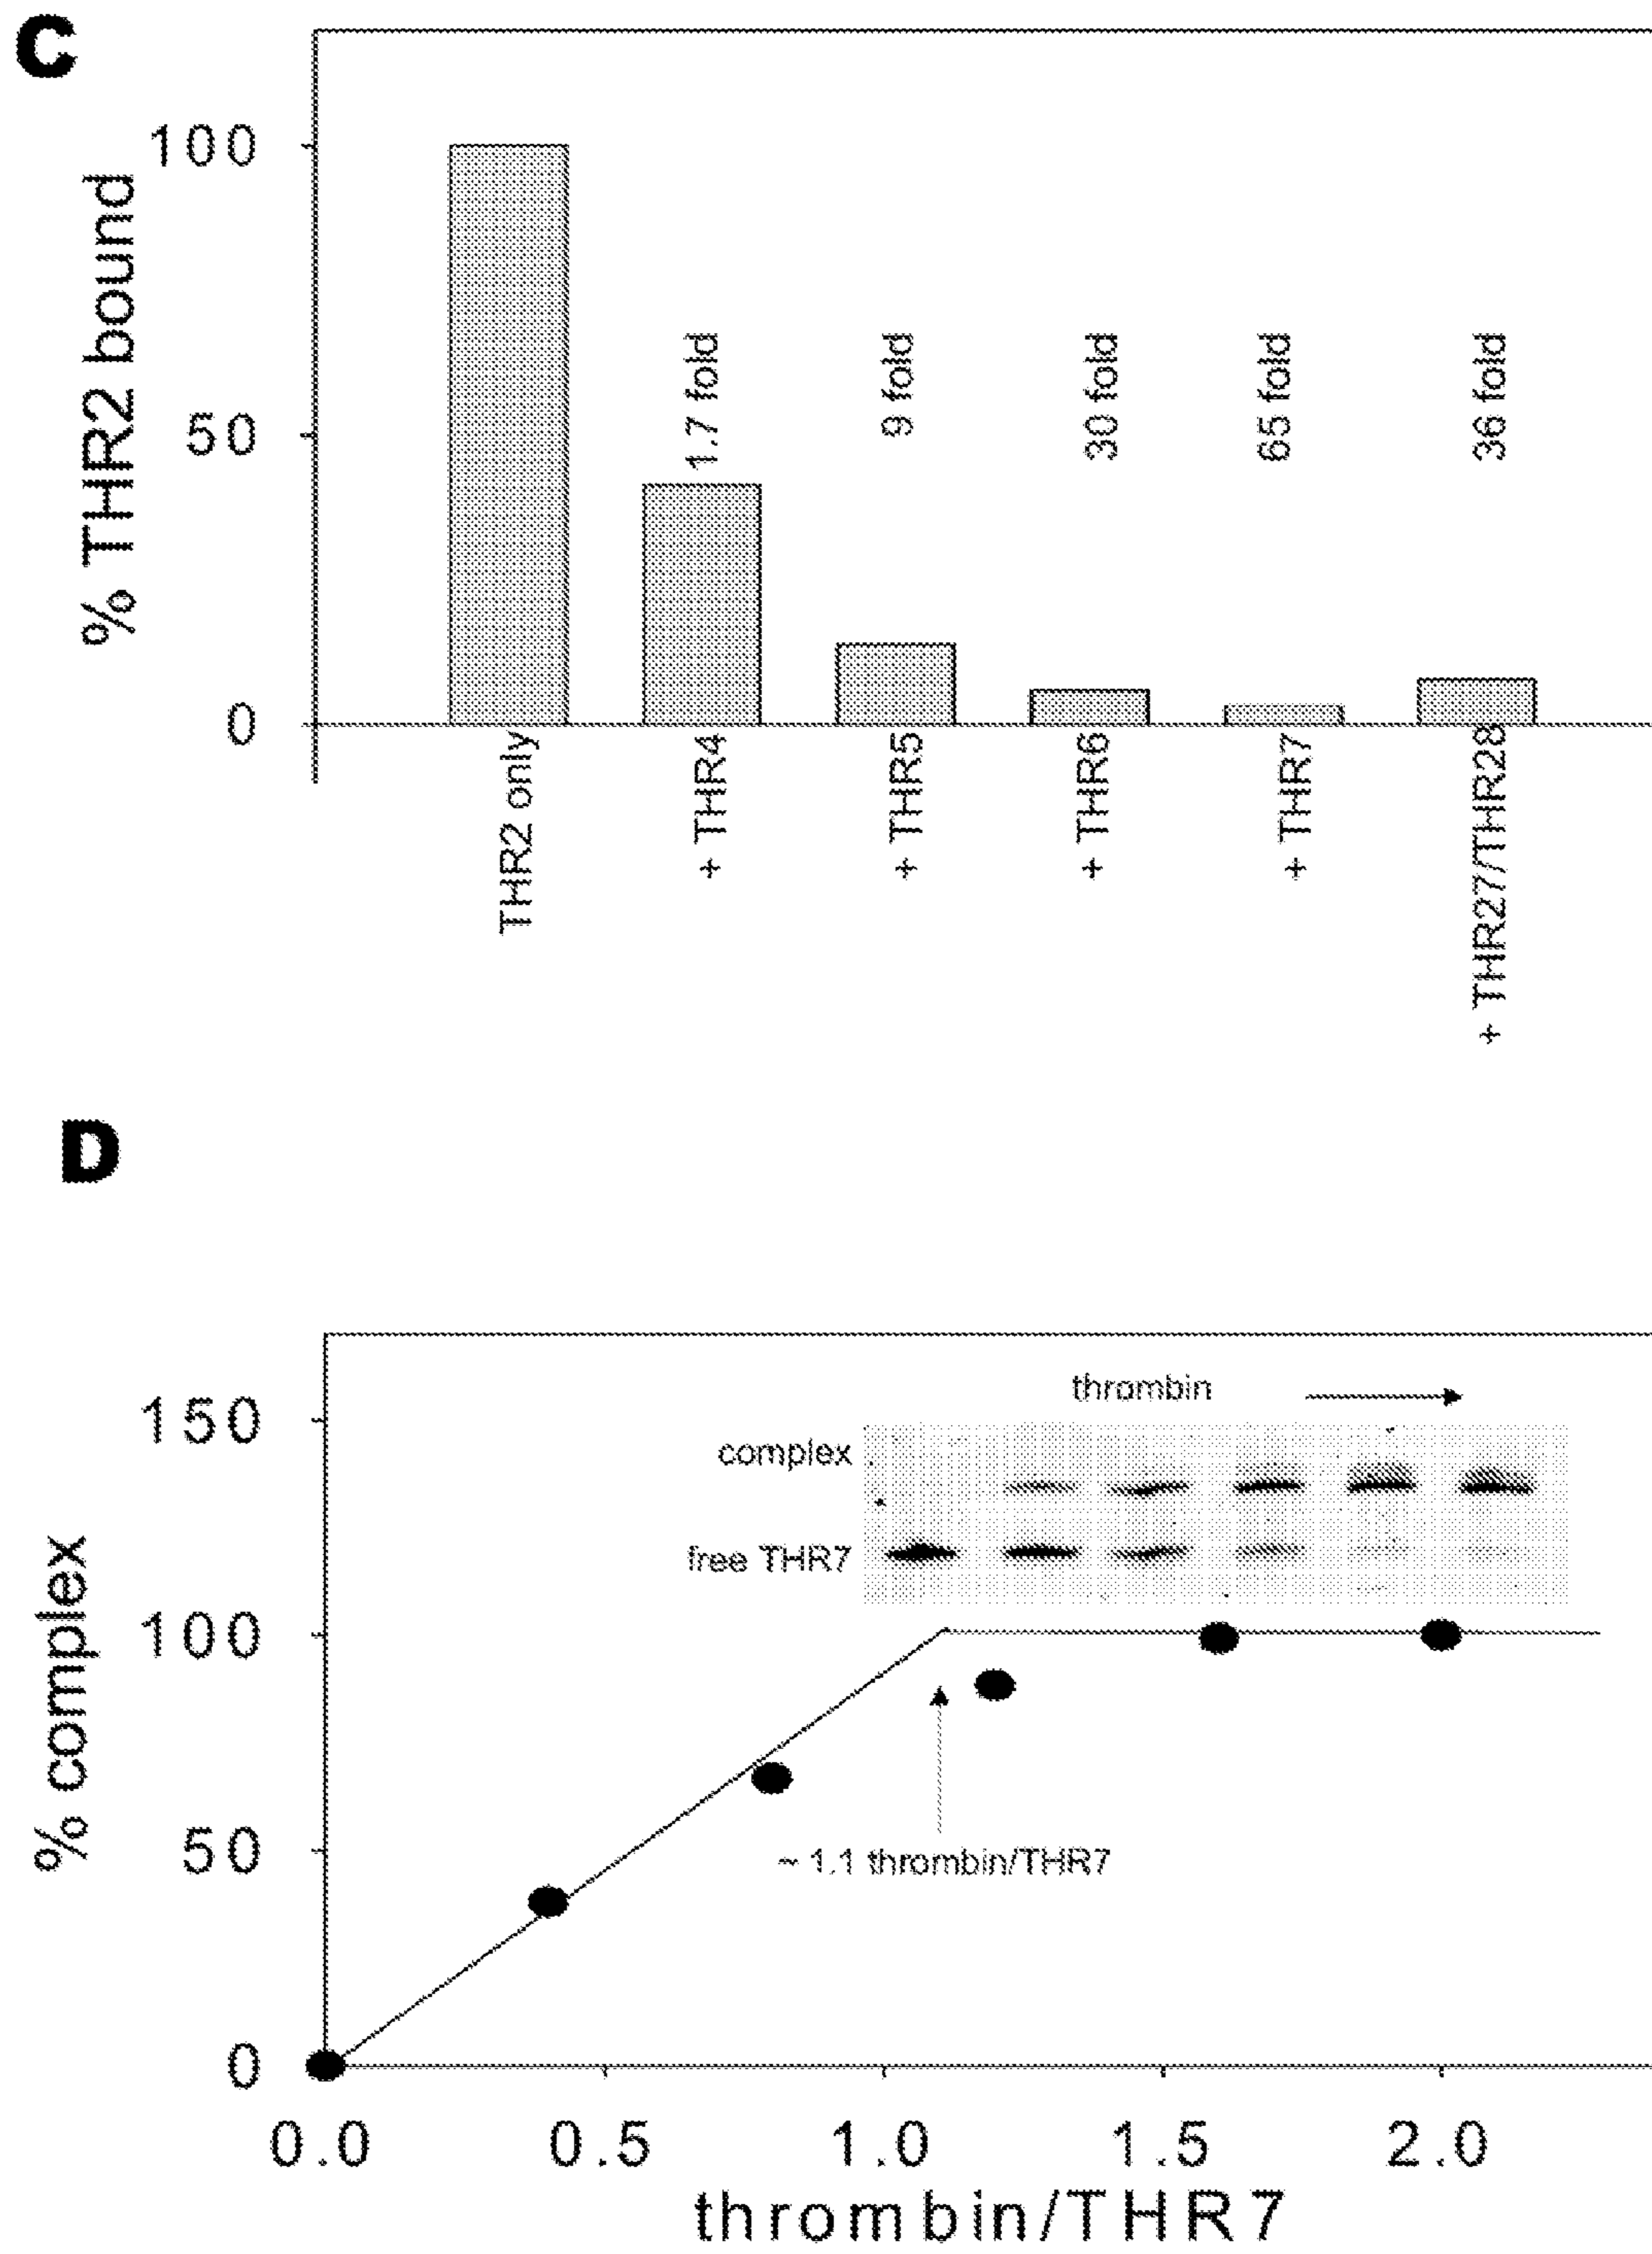 C
% THR2 bound
100
50
0
1.7 fold
9 fold
30 fold
65 fold
36 fold
THR2 only
+ THR4
+ THR5
+ THR6
+ THR7
+ THR27/THR28
D
% complex
150
100
50
0
thrombin
complex
free THR7
~ 1.1 thrombin/THR7
0.0 0.5 1.0 1.5 2.0
thrombin/THR7